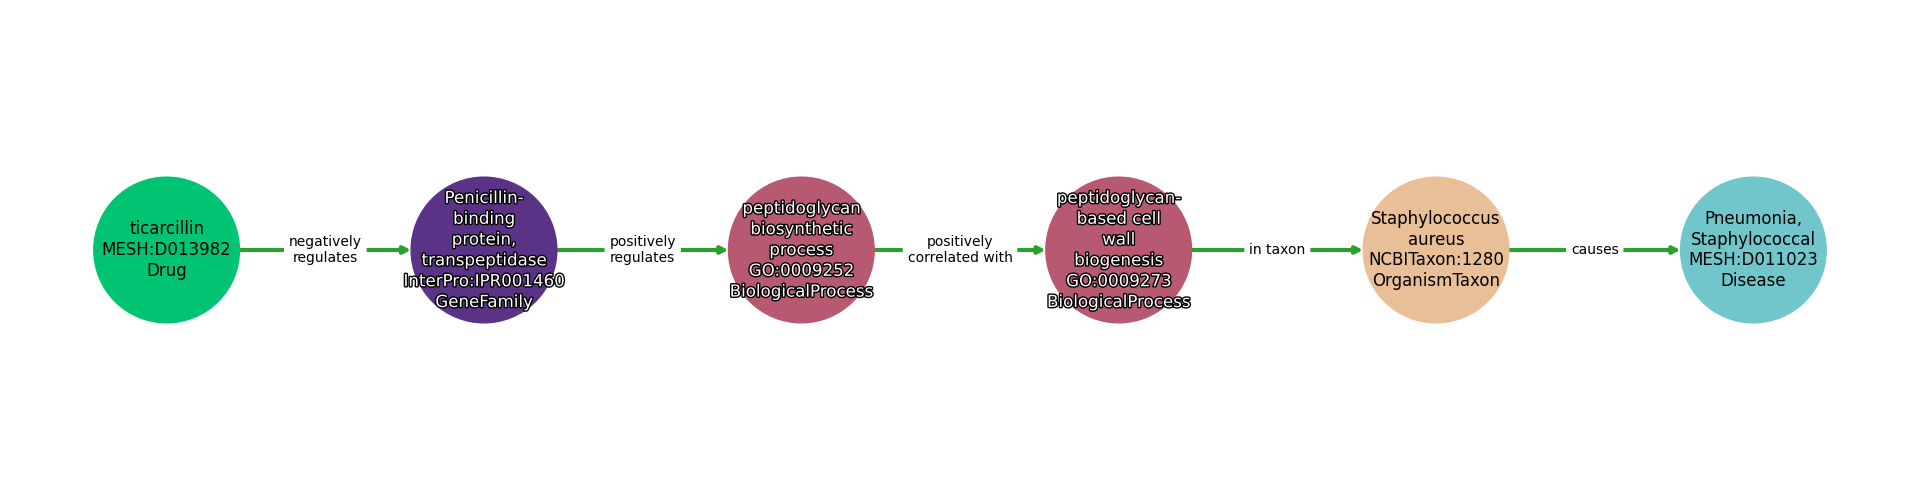 ticarcillin
MESH:D013982
Drug
negatively
regulates
Penicillin-
binding
protein,
transpeptidase
InterPro:IPR001460
GeneFamily
positively
regulates
peptidoglycan
biosynthetic
process
GO:0009252
BiologicalProcess
positively
correlated with
peptidoglycan-
based cell
wall
biogenesis
GO:0009273
BiologicalProcess
in taxon
Staphylococcus
aureus
NCBITaxon:1280
OrganismTaxon
causes
Pneumonia,
Staphylococcal
MESH:D011023
Disease